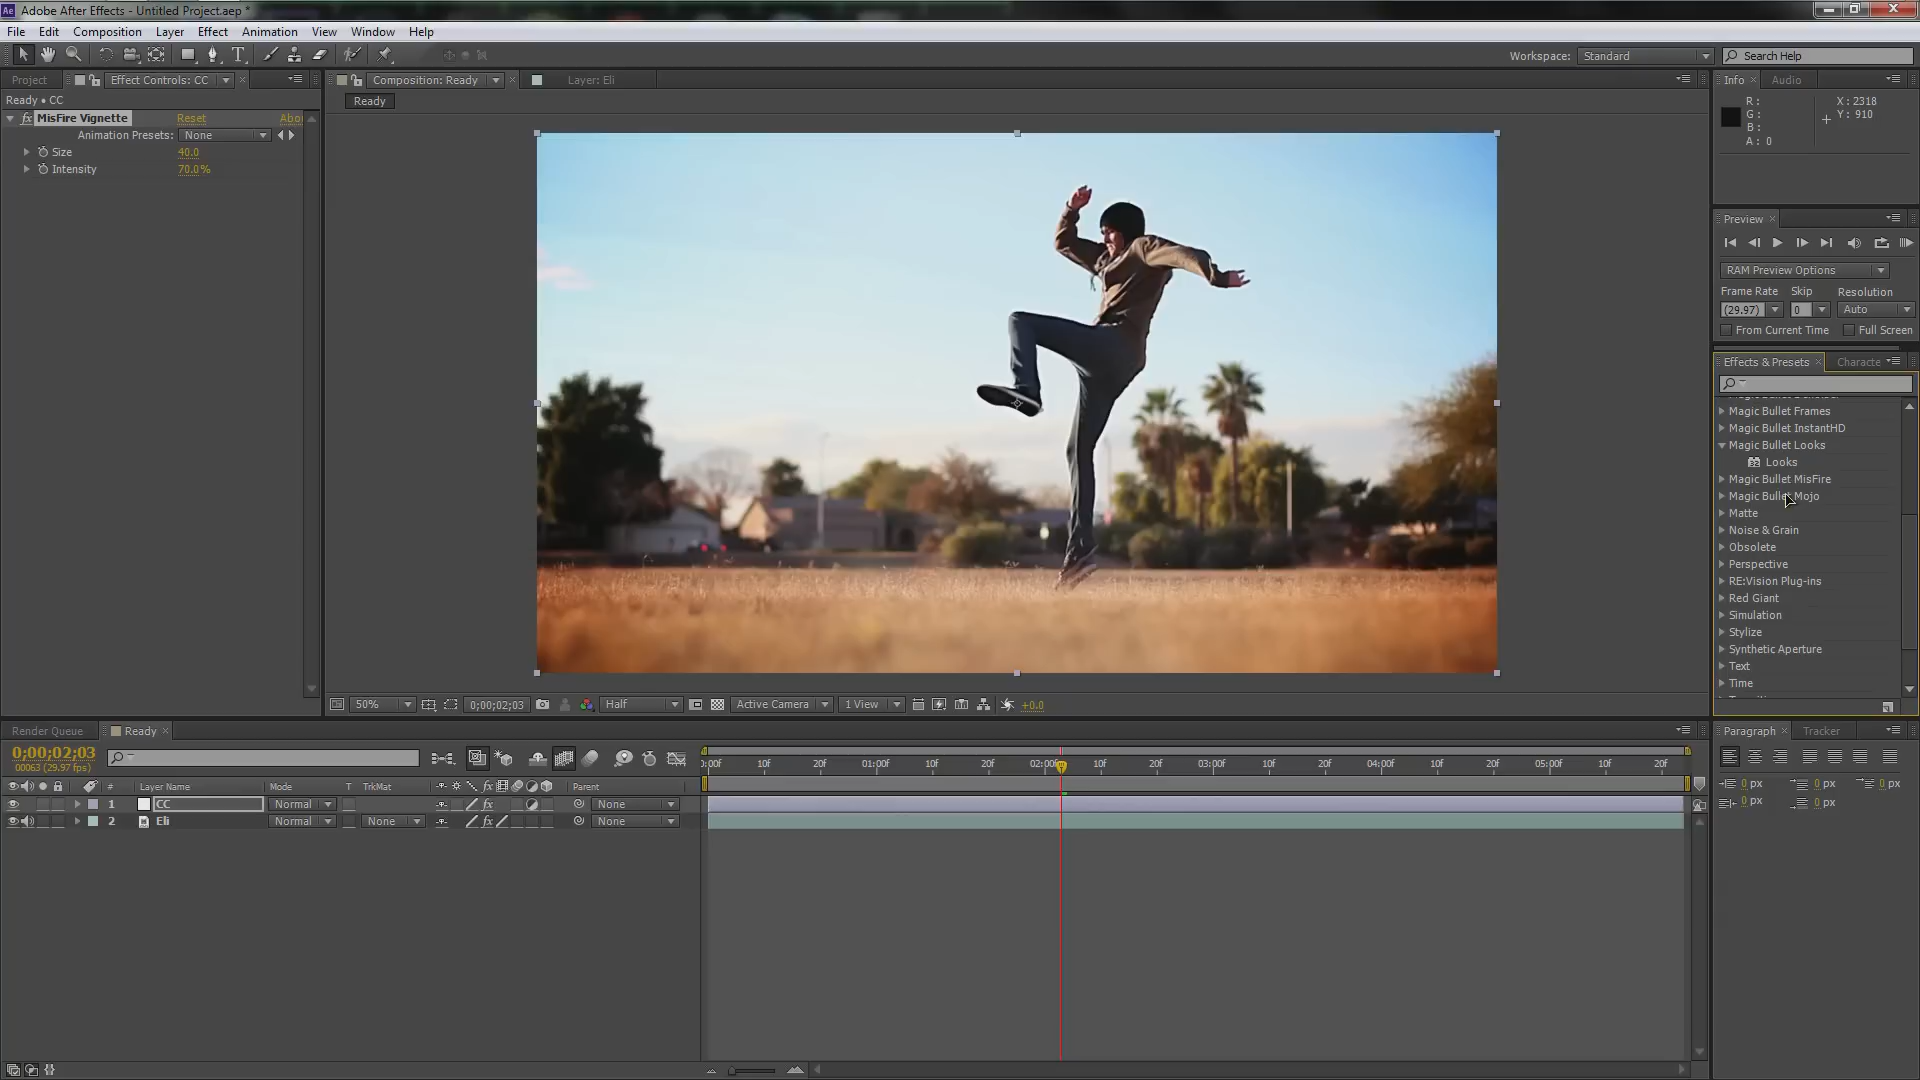 Ae Adobe After Effects - Untitled Project.aep *
File Edit Composition Layer Effect Animation View Window Help
Workspace: Standard Search Help
Project Effect Controls: CC Composition: Ready Layer: Eli Info Audio
Ready • CC
Ready
MisFire Vignette Reset Abo
Animation Presets: None
Size 40.0
Intensity 70.0%
R :
G :
B :
A : 0
X : 2318
Y : 910
Preview
RAM Preview Options
Frame Rate Skip Resolution
(29.97) 0 Auto
From Current Time Full Screen
Effects & Presets Characte
Magic Bullet Frames
Magic Bullet InstantHD
Magic Bullet Looks
Looks
Magic Bullet MisFire
Magic Bullet Mojo
Matte
Noise & Grain
Obsolete
Perspective
RE:Vision Plug-ins
Red Giant
Simulation
Stylize
Synthetic Aperture
Text
Time
50% 0;00;02;03 Half Active Camera 1 View +0.0
Render Queue Ready
0;00;02;03
00063 (29.97 fps)
# Layer Name Mode T TrkMat Parent
1 CC Normal None
2 Eli Normal None None
0:00f 10f 20f 01:00f 10f 20f 02:00f 10f 20f 03:00f 10f 20f 04:00f 10f 20f 05:00f 10f 20f
Paragraph Tracker
0 px 0 px 0 px
0 px 0 px